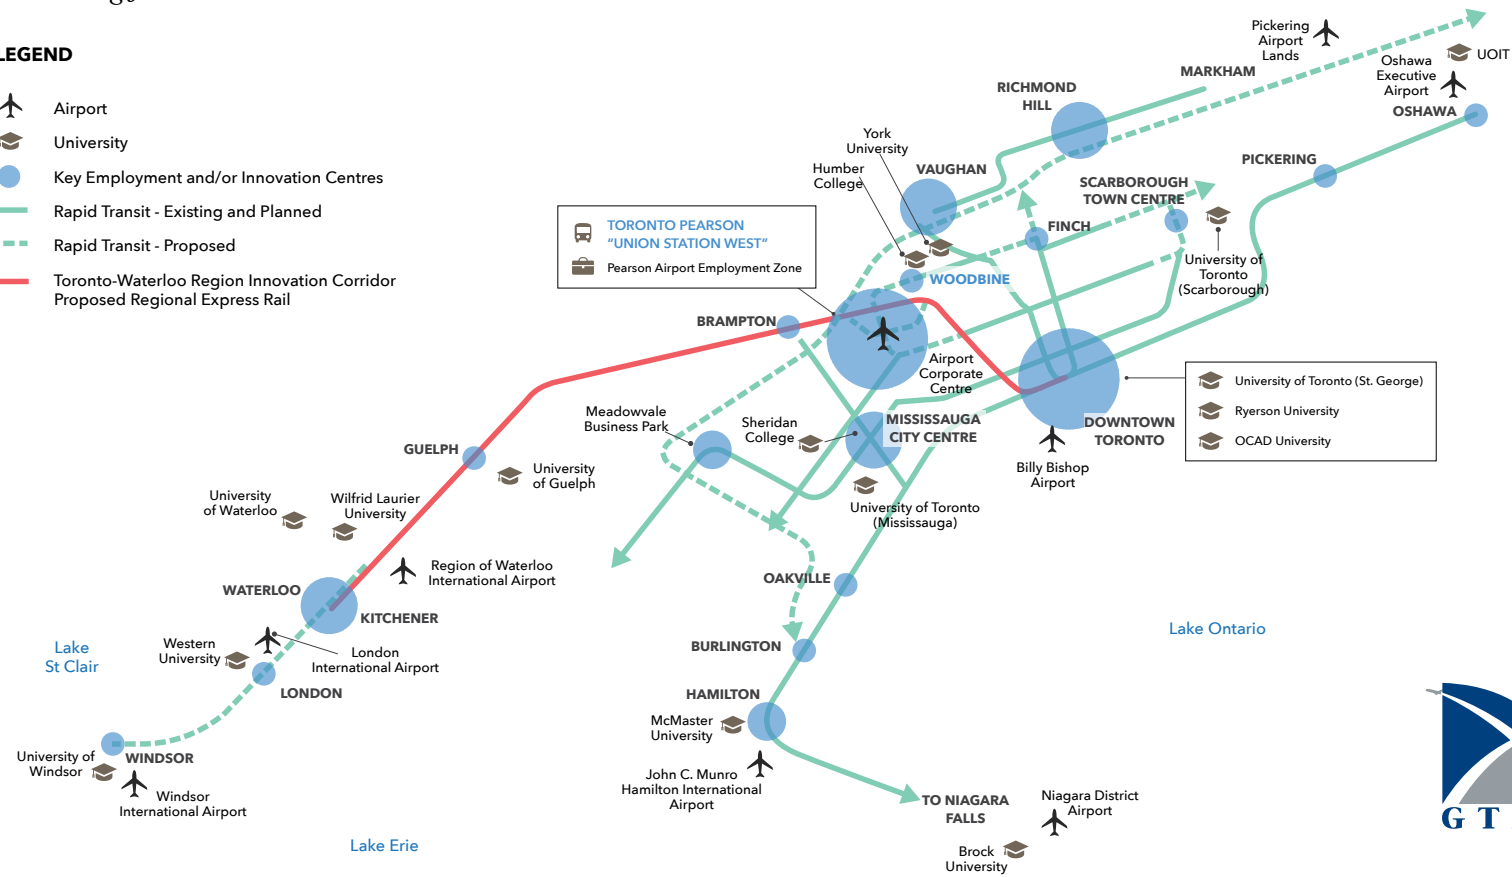 LEGEND
Airport
University
Key Employment and/or Innovation Centres
Rapid Transit - Existing and Planned
Rapid Transit - Proposed
Toronto-Waterloo Region Innovation Corridor
Proposed Regional Express Rail
Pickering
Airport
Lands
UOIT
Oshawa
Executive
Airport
OSHAWA
MARKHAM
RICHMOND
HILL
PICKERING
York
University
Humber
College
VAUGHAN
SCARBOROUGH
TOWN CENTRE
FINCH
University of
Toronto
(Scarborough)
TORONTO PEARSON
“UNION STATION WEST”
Pearson Airport Employment Zone
WOODBINE
BRAMPTON
Airport
Corporate
Centre
University of Toronto (St. George)
Ryerson University
OCAD University
Meadowvale
Business Park
Sheridan
College
MISSISSAUGA
CITY CENTRE
DOWNTOWN
TORONTO
Billy Bishop
Airport
GUELPH
University
of Guelph
University
of Waterloo
Wilfrid Laurier
University
University of Toronto
(Mississauga)
Region of Waterloo
International Airport
OAKVILLE
WATERLOO
KITCHENER
Lake
St Clair
Western
University
London
International Airport
LONDON
BURLINGTON
Lake Ontario
HAMILTON
McMaster
University
WINDSOR
University of
Windsor
Windsor
International Airport
John C. Munro
Hamilton International
Airport
TO NIAGARA
FALLS
Niagara District
Airport
Brock
University
Lake Erie
G T